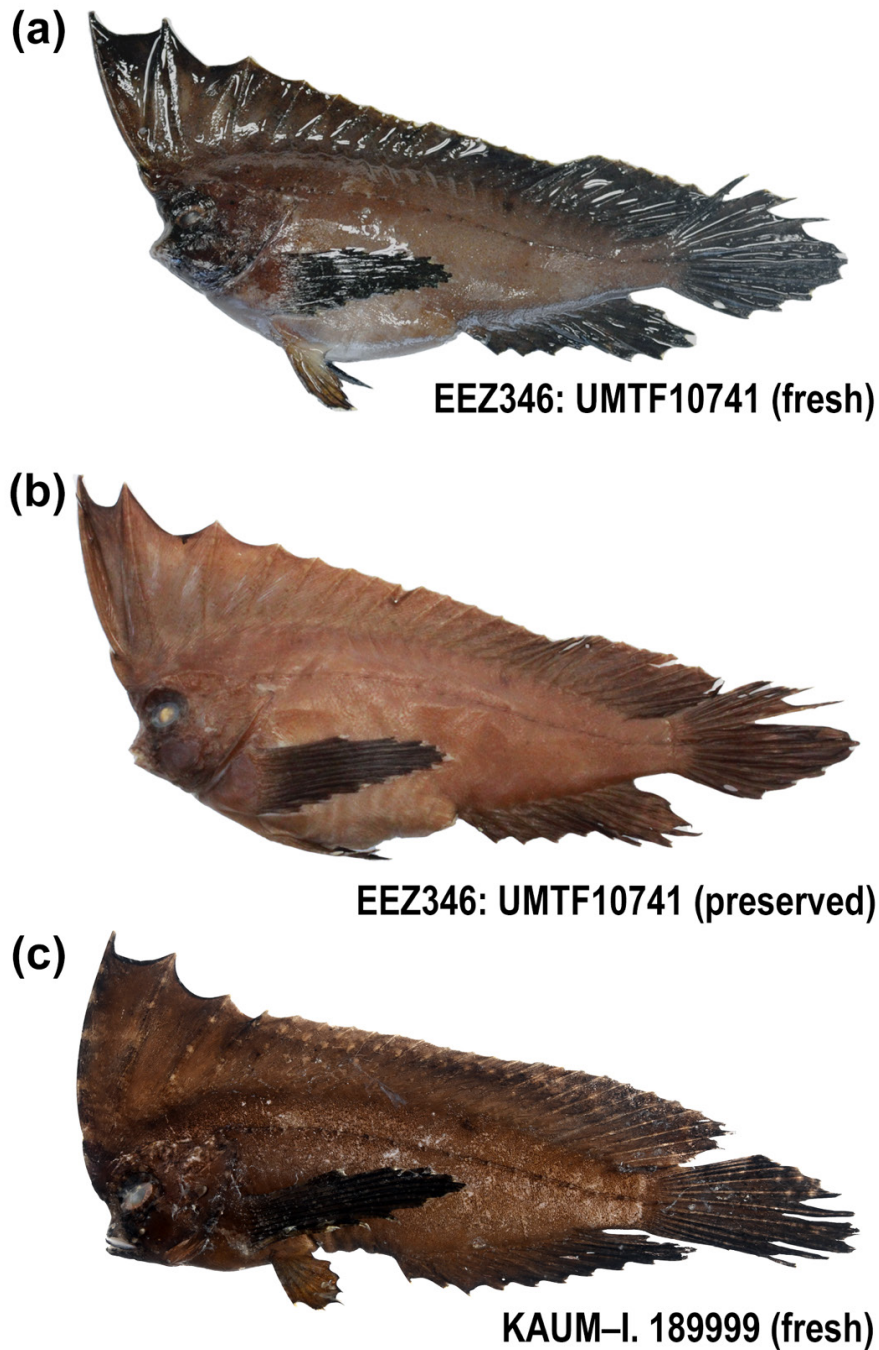 (a)
EEZ346: UMTF10741 (fresh)
(b)
EEZ346: UMTF10741 (preserved)
(c)
KAUM–I. 189999 (fresh)